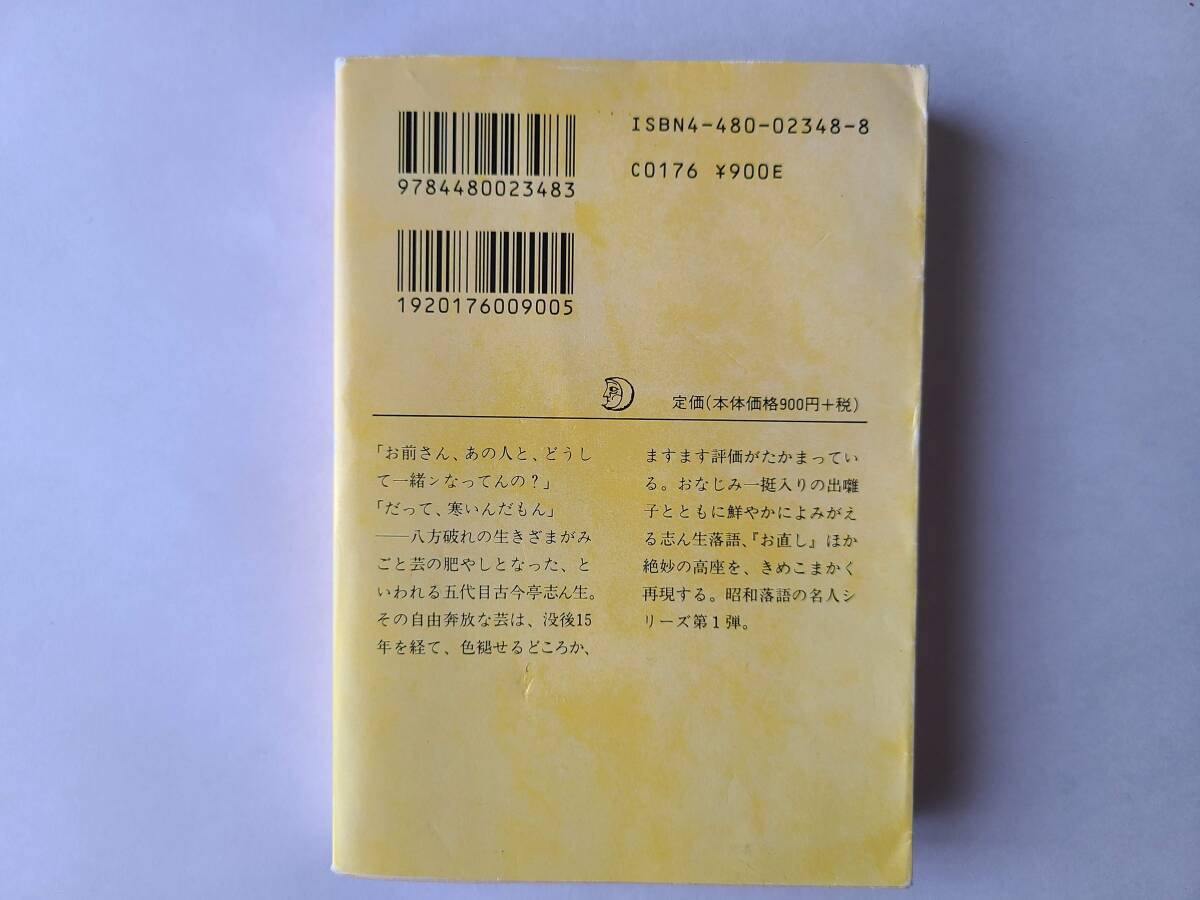 ISBN4-480-02348-8
9784480023483
C0176 ¥900E
1920176009005
定価(本体価格900円+税)
「お前さん、あの人と、どうし
て一緒ンなってんの？」
「だって、寒いんだもん」
――八方破れの生きざまがみ
ごと芸の肥やしとなった、と
いわれる五代目古今亭志ん生。
その自由奔放な芸は、没後15
年を経て、色褪せるどころか、
ますます評価がたかまってい
る。おなじみ一挺入りの出囃
子とともに鮮やかによみがえ
る志ん生落語、『お直し』ほか
絶妙の高座を、きめこまかく
再現する。昭和落語の名人シ
リーズ第1弾。